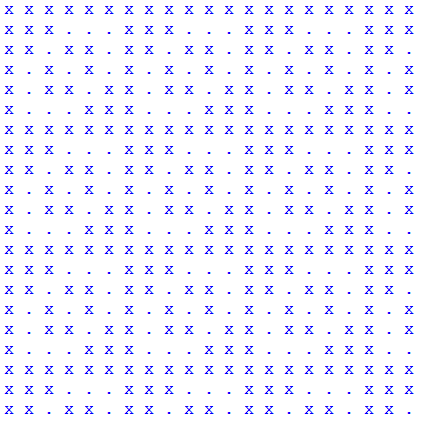 x x x x x x x x x x x x x x x x x x x x x
x x x . . . x x x . . . x x x . . . x x x
x x . x x . x x . x x . x x . x x . x x .
x . x . x . x . x . x . x . x . x . x . x
x . x x . x x . x x . x x . x x . x x . x
x . . . x x x . . . x x x . . . x x x . .
x x x x x x x x x x x x x x x x x x x x x
x x x . . . x x x . . . x x x . . . x x x
x x . x x . x x . x x . x x . x x . x x .
x . x . x . x . x . x . x . x . x . x . x
x . x x . x x . x x . x x . x x . x x . x
x . . . x x x . . . x x x . . . x x x . .
x x x x x x x x x x x x x x x x x x x x x
x x x . . . x x x . . . x x x . . . x x x
x x . x x . x x . x x . x x . x x . x x .
x . x . x . x . x . x . x . x . x . x . x
x . x x . x x . x x . x x . x x . x x . x
x . . . x x x . . . x x x . . . x x x . .
x x x x x x x x x x x x x x x x x x x x x
x x x . . . x x x . . . x x x . . . x x x
x x . x x . x x . x x . x x . x x . x x .